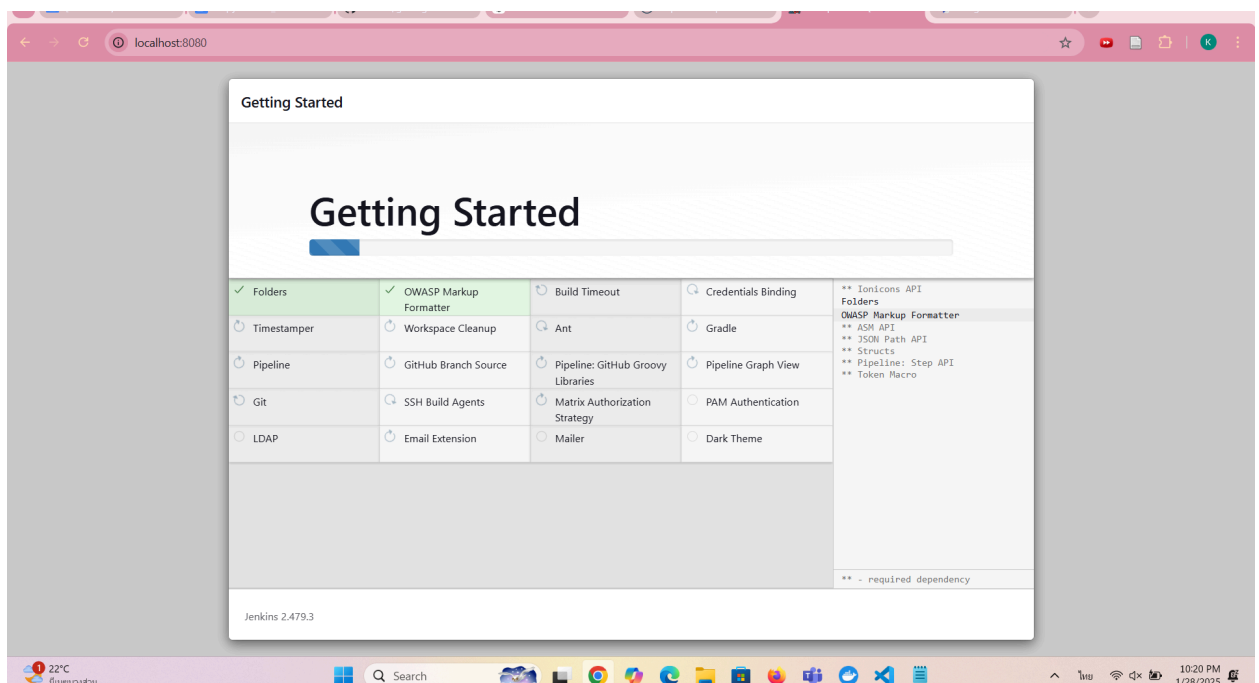 localhost:8080
K
Getting Started
Getting Started
Folders
OWASP Markup
Formatter
Build Timeout
Credentials Binding
Timestamper
Workspace Cleanup
Ant
Gradle
Pipeline
GitHub Branch Source
Pipeline: GitHub Groovy
Libraries
Pipeline Graph View
Git
SSH Build Agents
Matrix Authorization
Strategy
PAM Authentication
LDAP
Email Extension
Mailer
Dark Theme
** Ionicons API
Folders
OWASP Markup Formatter
** ASM API
** JSON Path API
** Structs
** Pipeline: Step API
** Token Macro
** - required dependency
Jenkins 2.479.3
1
22°C
Search
ไทย
10:20 PM
1/28/2025